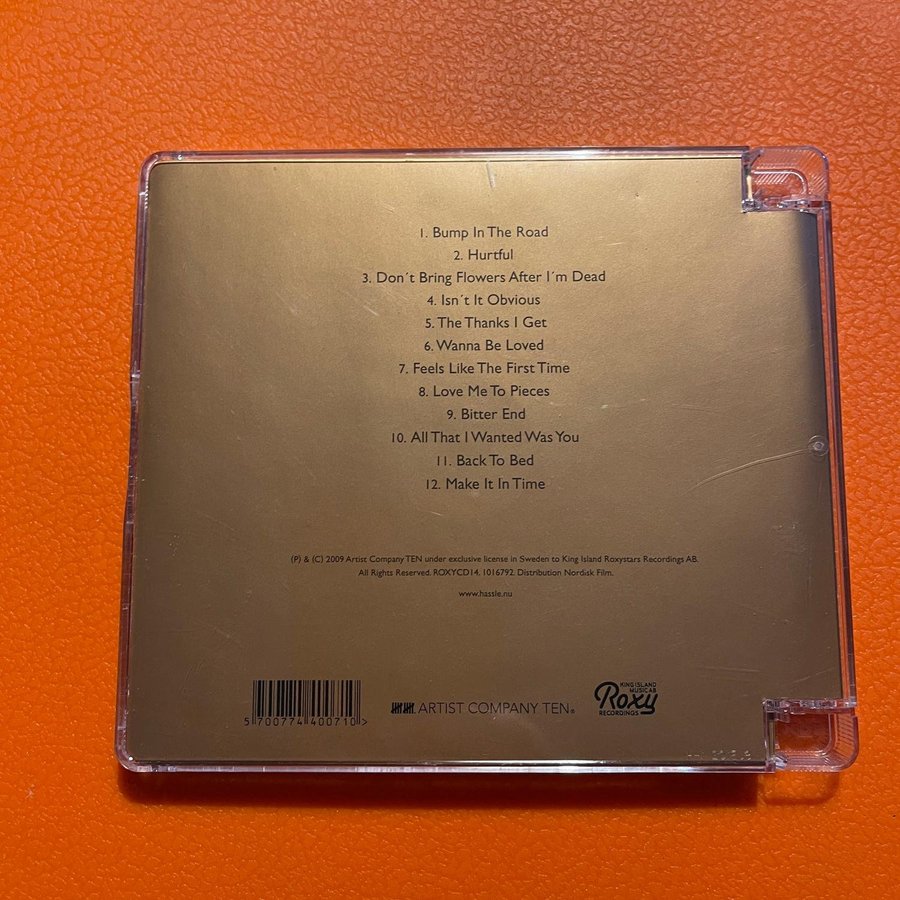 1. Bump In The Road
2. Hurtful
3. Don´t Bring Flowers After I´m Dead
4. Isn´t It Obvious
5. The Thanks I Get
6. Wanna Be Loved
7. Feels Like The First Time
8. Love Me To Pieces
9. Bitter End
10. All That I Wanted Was You
11. Back To Bed
12. Make It In Time
(P) & (C) 2009 Artist Company TEN under exclusive license in Sweden to King Island Roxystars Recordings AB.
All Rights Reserved. ROXYCD14. 1016792. Distribution Nordisk Film.
www.hassle.nu
5 700774 400710 >
ARTIST COMPANY TEN®
KING ISLAND
MUSIC AB
Roxy
RECORDINGS